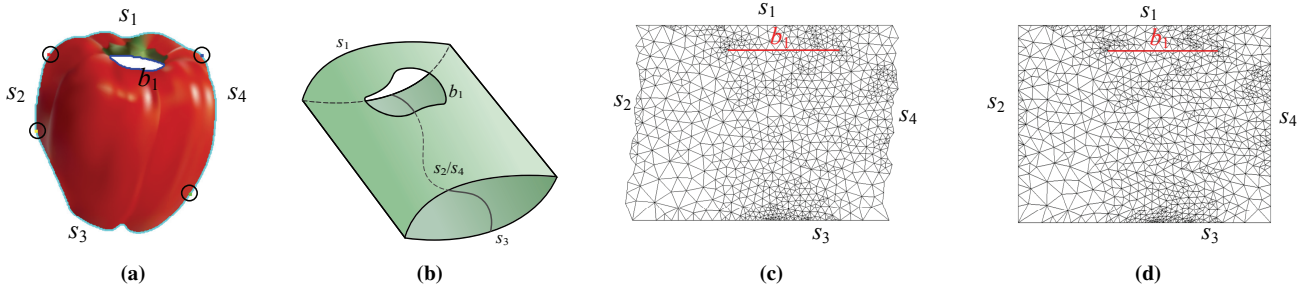 s₁
b₁
s₂
s₄
s₃
(a)
s₁
b₁
s₂/s₄
s₃
(b)
s₁
b₁
s₂
s₄
s₃
(c)
s₁
b₁
s₂
s₄
s₃
(d)